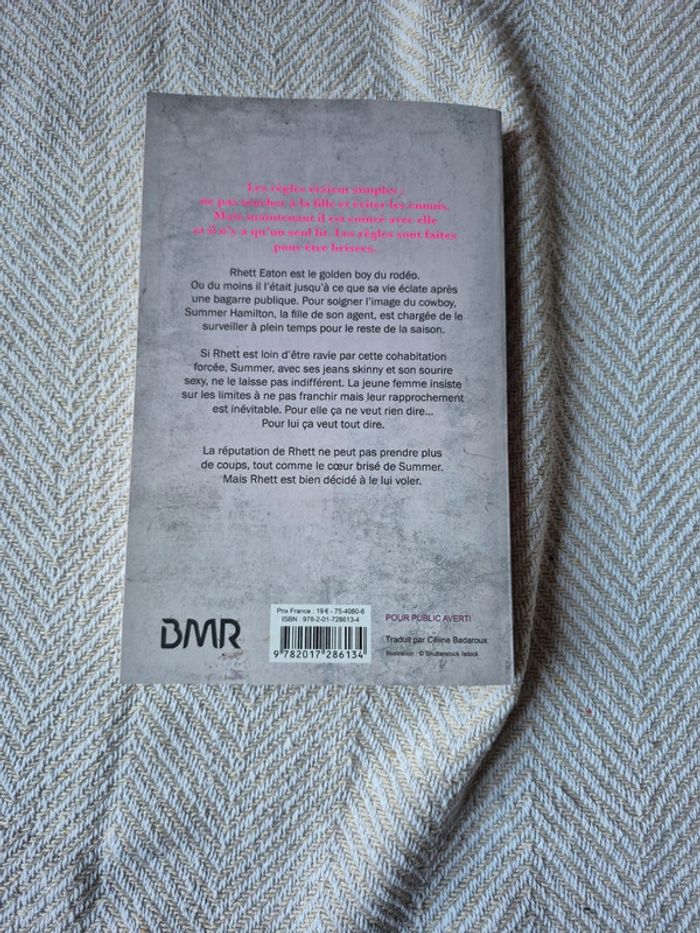 Les règles étaient simples :
ne pas toucher à la fille et éviter les ennuis.
Mais maintenant il est coincé avec elle
et il n'y a qu'un seul lit. Les règles sont faites
pour être brisées.
Rhett Eaton est le golden boy du rodéo.
Ou du moins il l'était jusqu'à ce que sa vie éclate après
une bagarre publique. Pour soigner l'image du cowboy,
Summer Hamilton, la fille de son agent, est chargée de le
surveiller à plein temps pour le reste de la saison.
Si Rhett est loin d'être ravie par cette cohabitation
forcée, Summer, avec ses jeans skinny et son sourire
sexy, ne le laisse pas indifférent. La jeune femme insiste
sur les limites à ne pas franchir mais leur rapprochement
est inévitable. Pour elle ça ne veut rien dire...
Pour lui ça veut tout dire.
La réputation de Rhett ne peut pas prendre plus
de coups, tout comme le cœur brisé de Summer.
Mais Rhett est bien décidé à le lui voler.
BMR
Prix France : 19 € - 75-4080-6
ISBN : 978-2-01-728613-4
9 782017 286134
POUR PUBLIC AVERTI
Traduit par Céline Badaroux
Illustration : © Shutterstock /istock